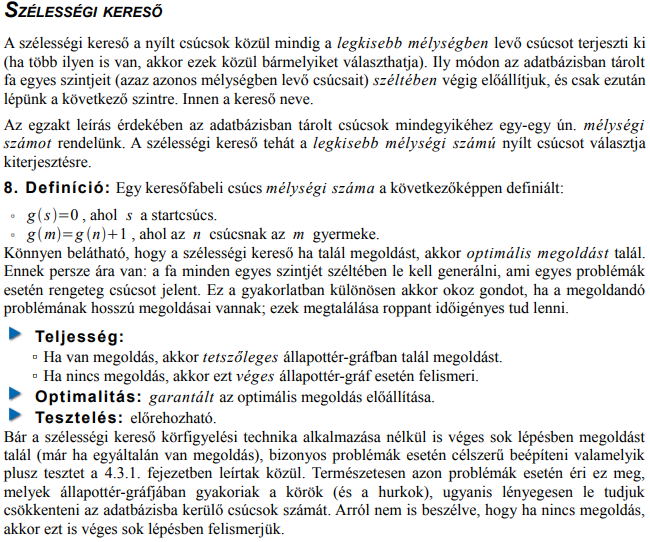 SZÉLESSÉGI KERESŐ
A szélességi kereső a nyílt csúcsok közül mindig a legkisebb mélységben levő csúcsot terjeszti ki
(ha több ilyen is van, akkor ezek közül bármelyiket választhatja). Ily módon az adatbázisban tárolt
fa egyes szintjeit (azaz azonos mélységben levő csúcsait) széltében végig előállítjuk, és csak ezután
lépünk a következő szintre. Innen a kereső neve.
Az egzakt leírás érdekében az adatbázisban tárolt csúcsok mindegyikéhez egy-egy ún. mélységi
számot rendelünk. A szélességi kereső tehát a legkisebb mélységi számú nyílt csúcsot választja
kiterjesztésre.
8. Definíció: Egy keresőfabeli csúcs mélységi száma a következőképpen definiált:
▫ g(s)=0 , ahol s a startcsúcs.
▫ g(m)=g(n)+1 , ahol az n csúcsnak az m gyermeke.
Könnyen belátható, hogy a szélességi kereső ha talál megoldást, akkor optimális megoldást talál.
Ennek persze ára van: a fa minden egyes szintjét széltében le kell generálni, ami egyes problémák
esetén rengeteg csúcsot jelent. Ez a gyakorlatban különösen akkor okoz gondot, ha a megoldandó
problémának hosszú megoldásai vannak; ezek megtalálása roppant időigényes tud lenni.
Teljesség:
▫ Ha van megoldás, akkor tetszőleges állapottér-gráfban talál megoldást.
▫ Ha nincs megoldás, akkor ezt véges állapottér-gráf esetén felismeri.
Optimalitás: garantált az optimális megoldás előállítása.
Tesztelés: előrehozható.
Bár a szélességi kereső körfigyelési technika alkalmazása nélkül is véges sok lépésben megoldást
talál (már ha egyáltalán van megoldás), bizonyos problémák esetén célszerű beépíteni valamelyik
plusz tesztet a 4.3.1. fejezetben leírtak közül. Természetesen azon problémák esetén éri ez meg,
melyek állapottér-gráfjában gyakoriak a körök (és a hurkok), ugyanis lényegesen le tudjuk
csökkenteni az adatbázisba kerülő csúcsok számát. Arról nem is beszélve, hogy ha nincs megoldás,
akkor ezt is véges sok lépésben felismerjük.